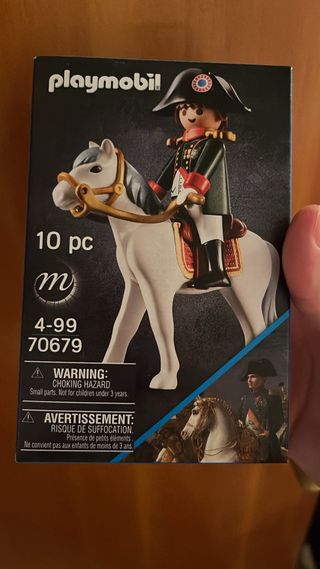 playmobil
10 pc
m
4-99
70679
WARNING:
CHOKING HAZARD
Small parts. Not for children under 3 years.
AVERTISSEMENT:
RISQUE DE SUFFOCATION.
Présence de petits éléments.
Ne convient pas aux enfants de moins de 3 ans.